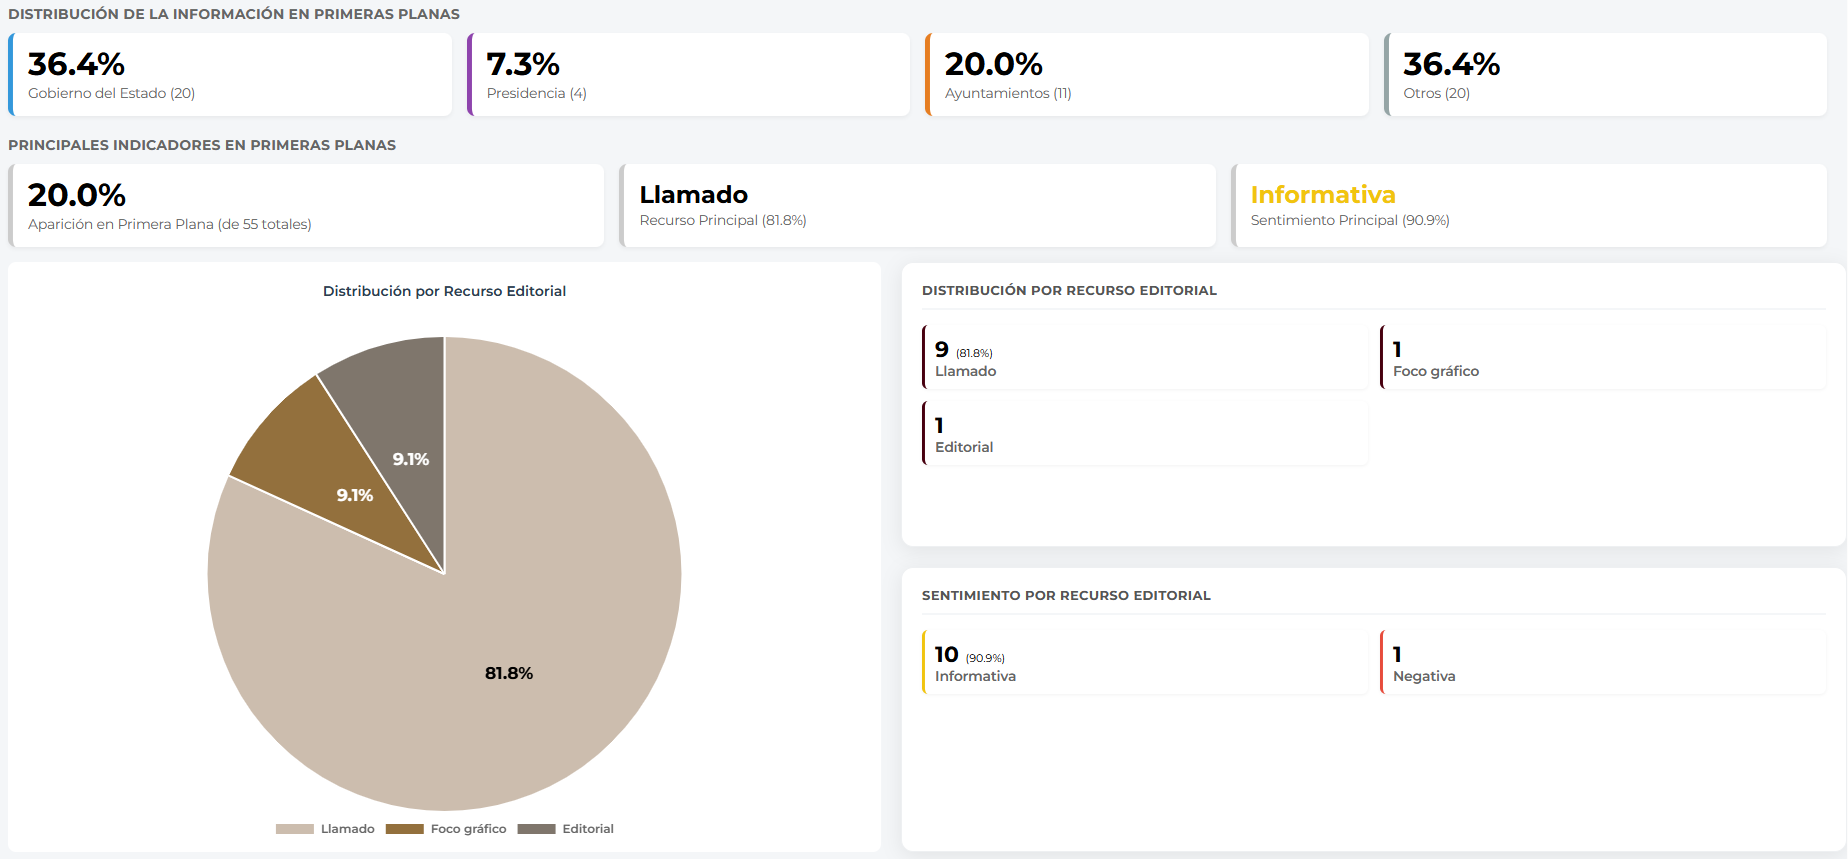 DISTRIBUCIÓN DE LA INFORMACIÓN EN PRIMERAS PLANAS
36.4%
Gobierno del Estado (20)
7.3%
Presidencia (4)
20.0%
Ayuntamientos (11)
36.4%
Otros (20)
PRINCIPALES INDICADORES EN PRIMERAS PLANAS
20.0%
Aparición en Primera Plana (de 55 totales)
Llamado
Recurso Principal (81.8%)
Informativa
Sentimiento Principal (90.9%)
Distribución por Recurso Editorial
9.1%
9.1%
81.8%
Llamado Foco gráfico Editorial
DISTRIBUCIÓN POR RECURSO EDITORIAL
9 (81.8%)
Llamado
1
Foco gráfico
1
Editorial
SENTIMIENTO POR RECURSO EDITORIAL
10 (90.9%)
Informativa
1
Negativa